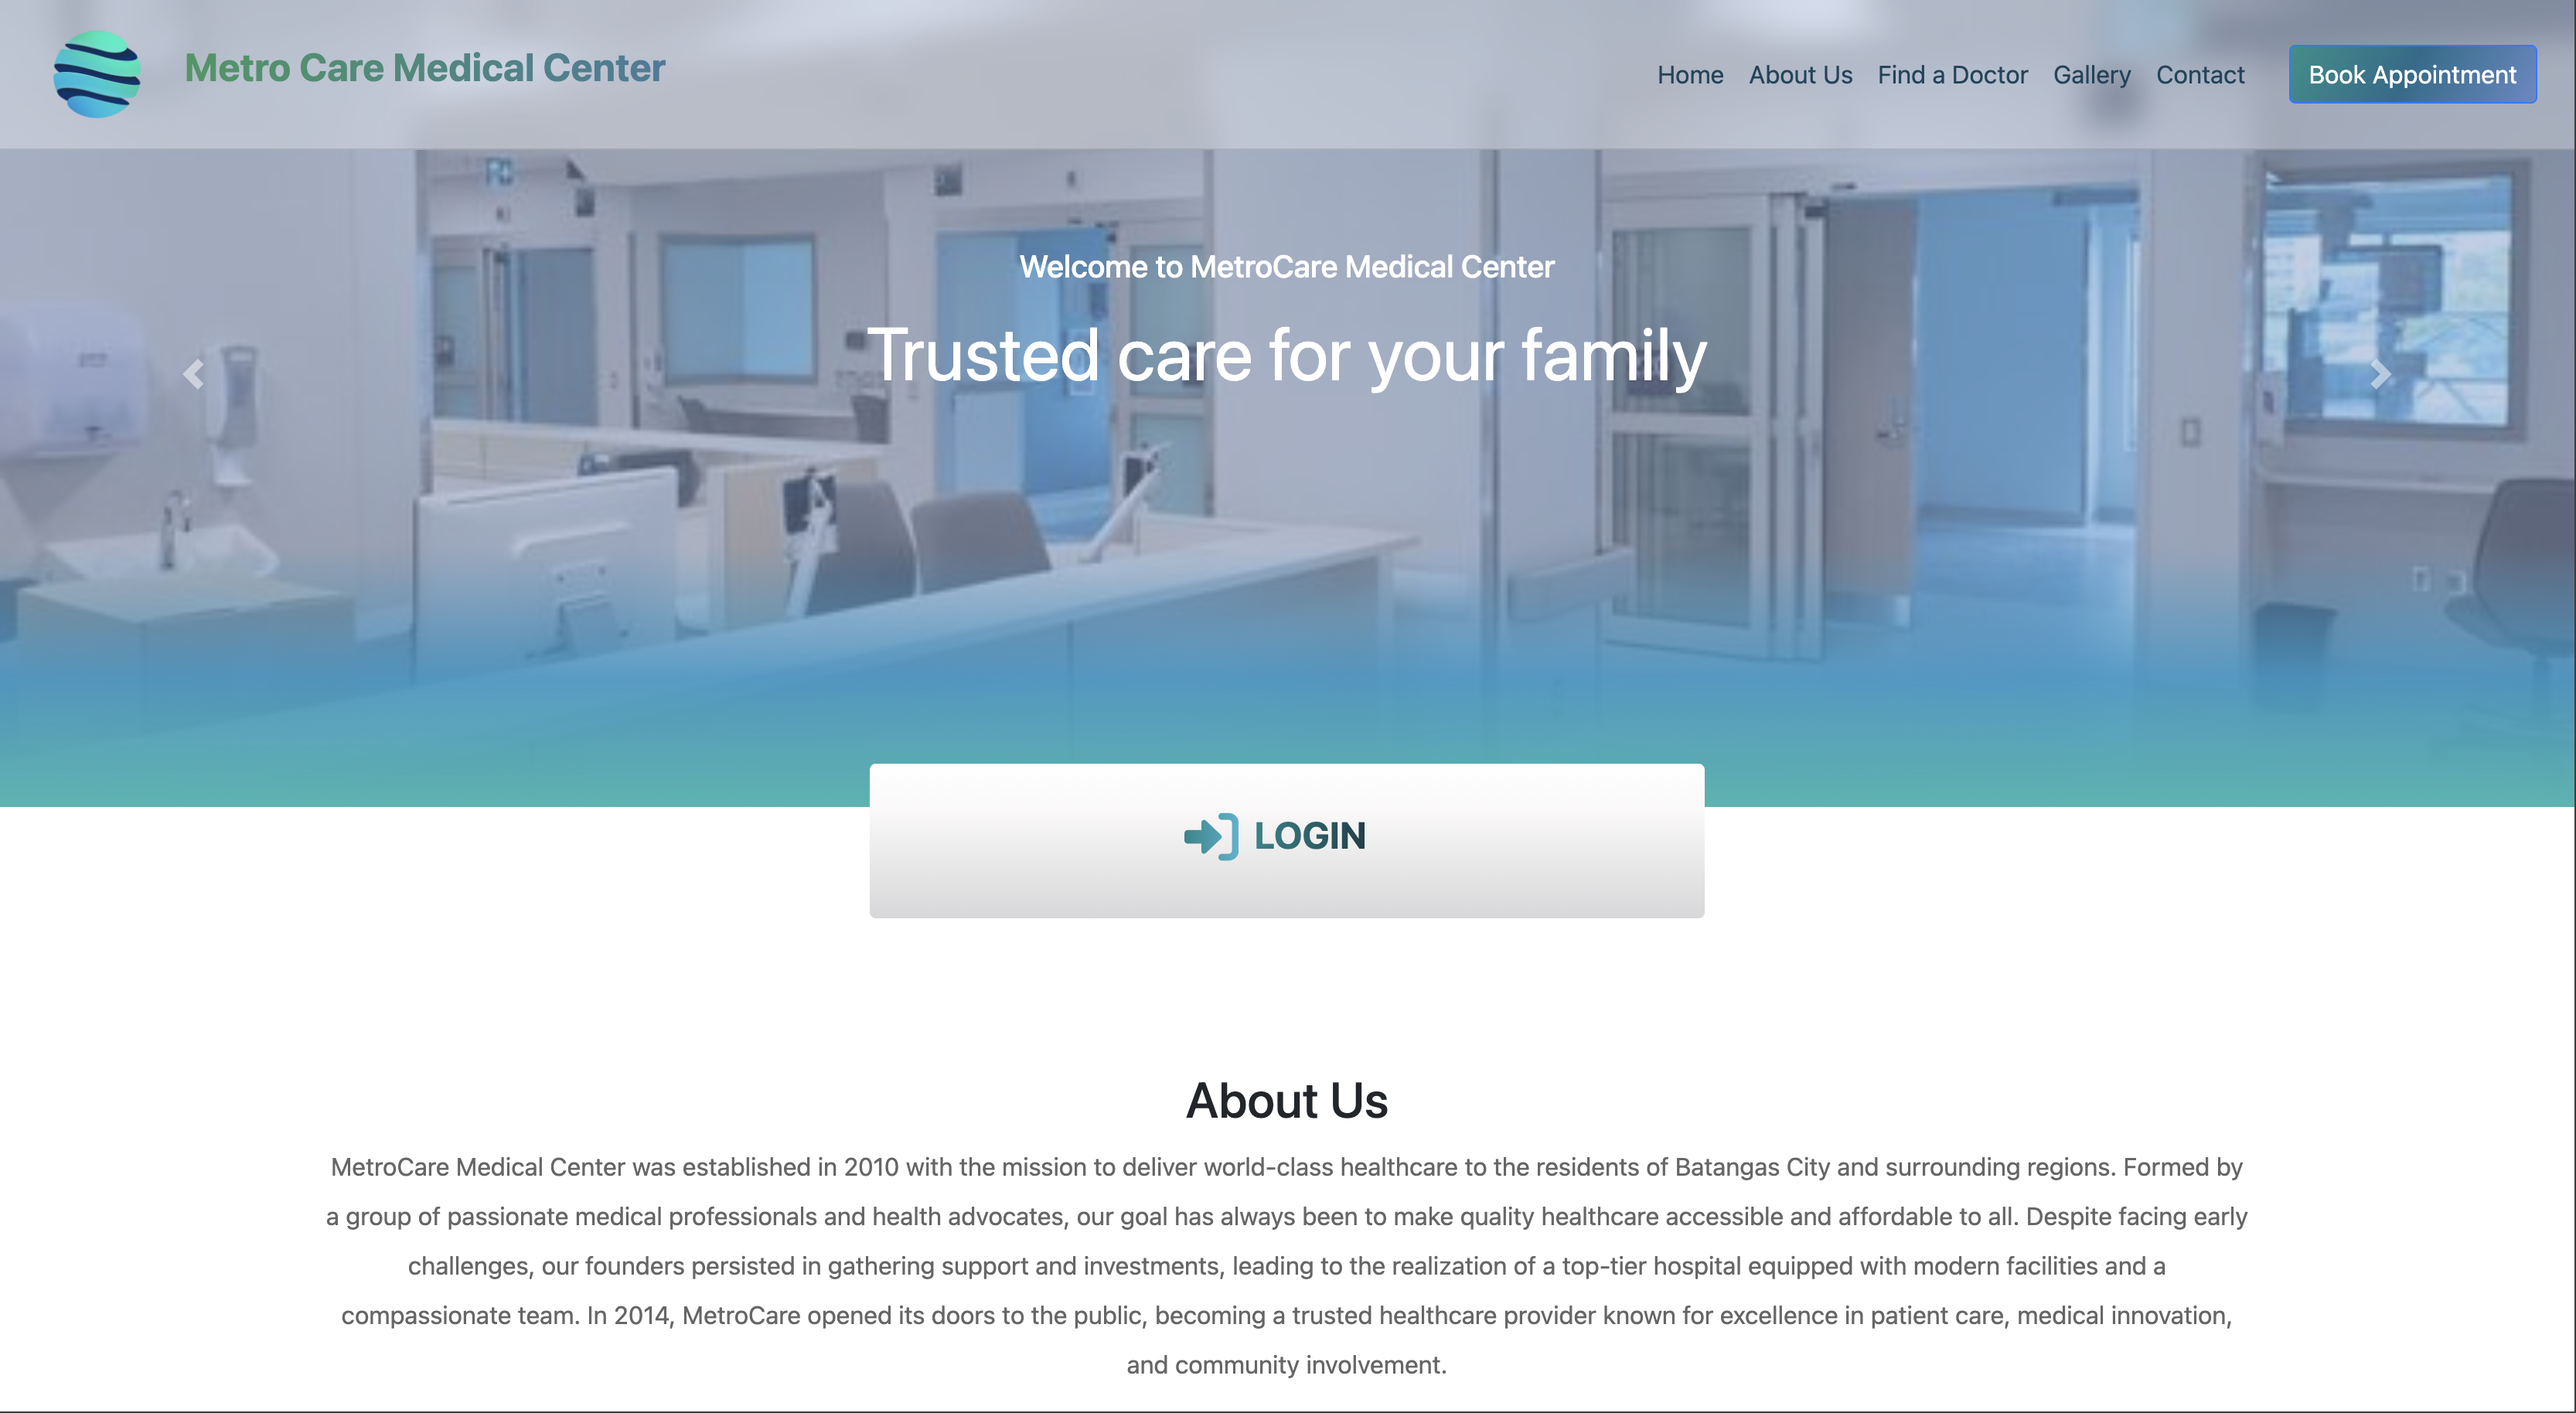 Metro Care Medical Center
Home About Us Find a Doctor Gallery Contact Book Appointment
Welcome to MetroCare Medical Center
Trusted care for your family
LOGIN
About Us
MetroCare Medical Center was established in 2010 with the mission to deliver world-class healthcare to the residents of Batangas City and surrounding regions. Formed by
a group of passionate medical professionals and health advocates, our goal has always been to make quality healthcare accessible and affordable to all. Despite facing early
challenges, our founders persisted in gathering support and investments, leading to the realization of a top-tier hospital equipped with modern facilities and a
compassionate team. In 2014, MetroCare opened its doors to the public, becoming a trusted healthcare provider known for excellence in patient care, medical innovation,
and community involvement.